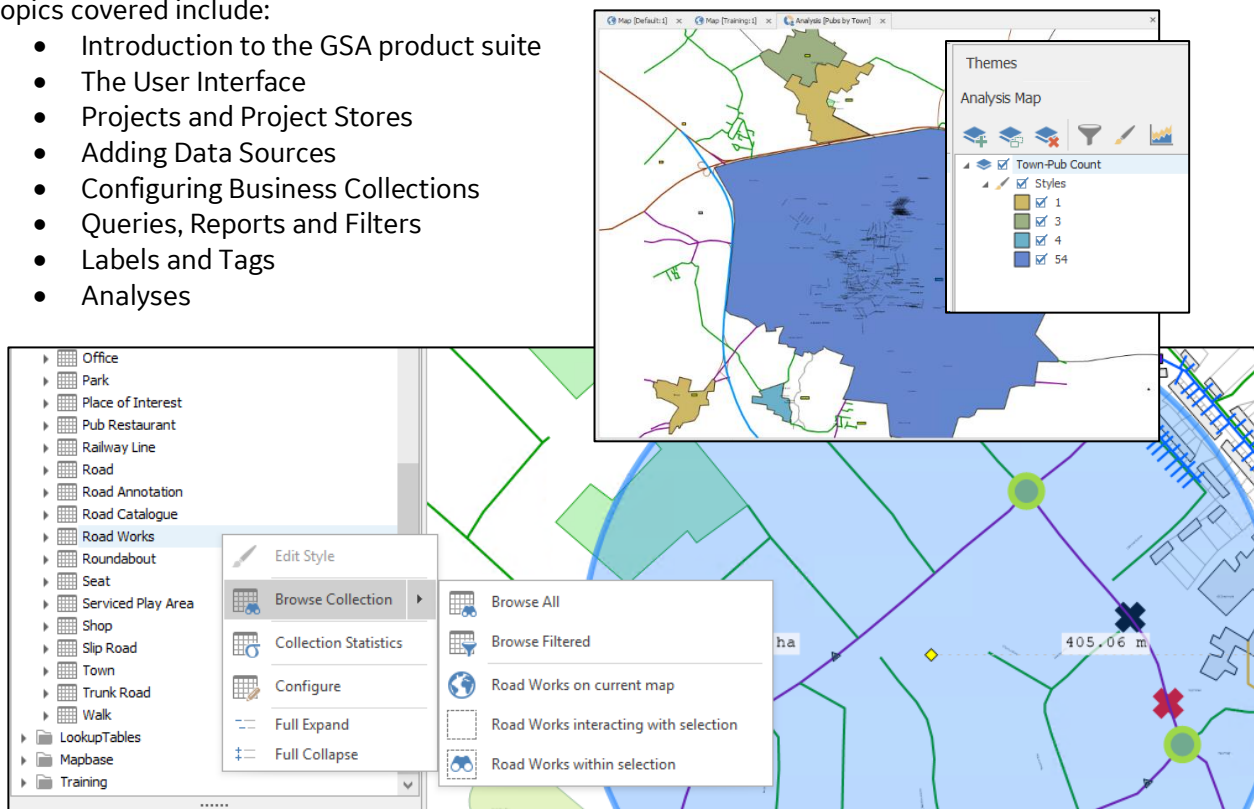 opics covered include:
• Introduction to the GSA product suite
• The User Interface
• Projects and Project Stores
• Adding Data Sources
• Configuring Business Collections
• Queries, Reports and Filters
• Labels and Tags
• Analyses
Map [Default:1] × Map [Training:1] × Analysis [Pubs by Town] × ×
Themes
Analysis Map
Town-Pub Count
Styles
1
3
4
54
Office
Park
Place of Interest
Pub Restaurant
Railway Line
Road
Road Annotation
Road Catalogue
Road Works
Roundabout
Seat
Serviced Play Area
Shop
Slip Road
Town
Trunk Road
Walk
LookupTables
Mapbase
Training
Edit Style
Browse Collection
Collection Statistics
Configure
Full Expand
Full Collapse
Browse All
Browse Filtered
Road Works on current map
Road Works interacting with selection
Road Works within selection
ha
405.06 m